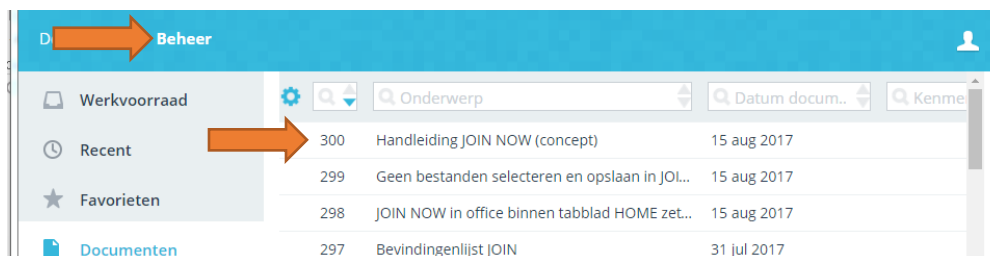 Beheer
Werkvoorraad
Recent
Favorieten
Documenten
Onderwerp Datum docum.. Kenme
300 Handleiding JOIN NOW (concept) 15 aug 2017
299 Geen bestanden selecteren en opslaan in JOI... 15 aug 2017
298 JOIN NOW in office binnen tabblad HOME zet... 15 aug 2017
297 Bevindingenlijst JOIN 31 jul 2017